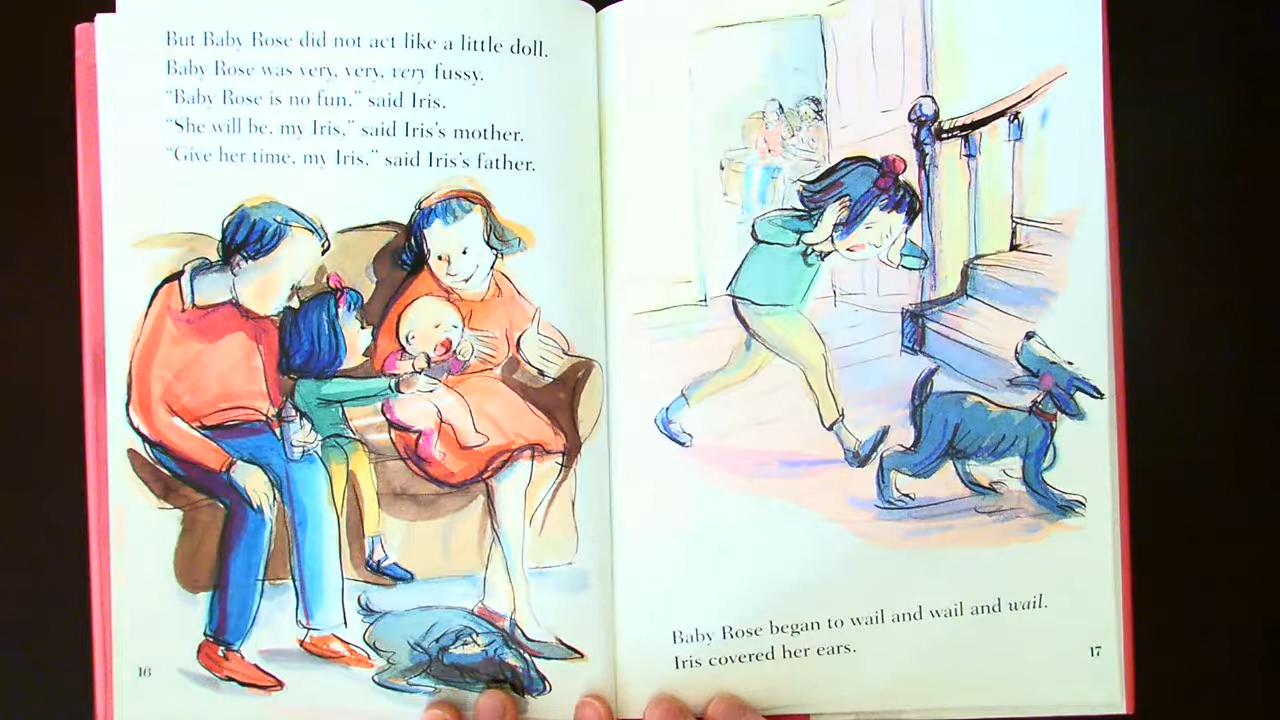 But Baby Rose did not act like a little doll.
Baby Rose was very, very, very fussy.
“Baby Rose is no fun,” said Iris.
“She will be, my Iris,” said Iris’s mother.
“Give her time, my Iris,” said Iris’s father.
16
Baby Rose began to wail and wail and wail.
Iris covered her ears.
17